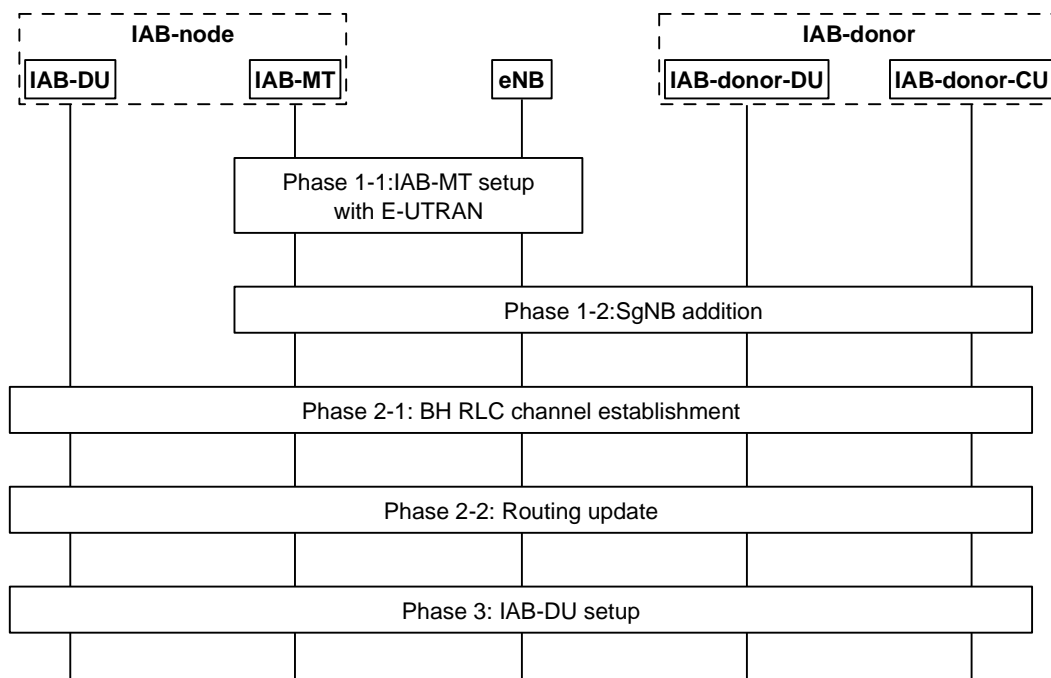 IAB-node
IAB-donor
IAB-DU
IAB-MT
eNB
IAB-donor-DU
IAB-donor-CU
Phase 1-1:IAB-MT setup
with E-UTRAN
Phase 1-2:SgNB addition
Phase 2-1: BH RLC channel establishment
Phase 2-2: Routing update
Phase 3: IAB-DU setup